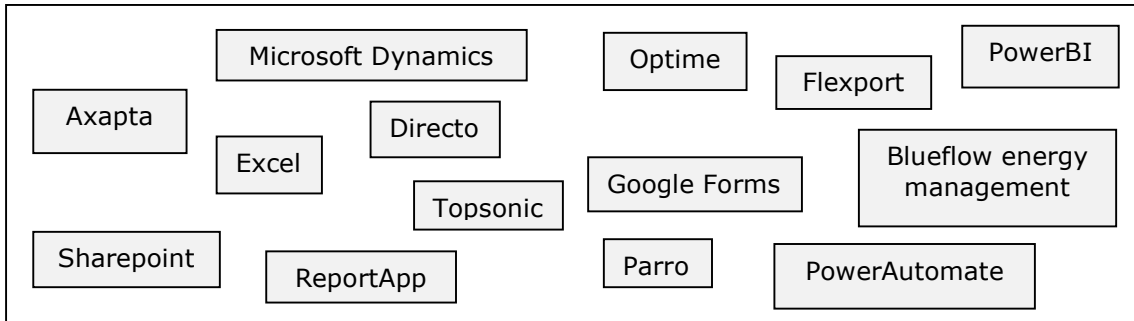 Microsoft Dynamics
Optime
PowerBI
Flexport
Axapta
Directo
Excel
Blueflow energy
management
Google Forms
Topsonic
Sharepoint
ReportApp
Parro
PowerAutomate